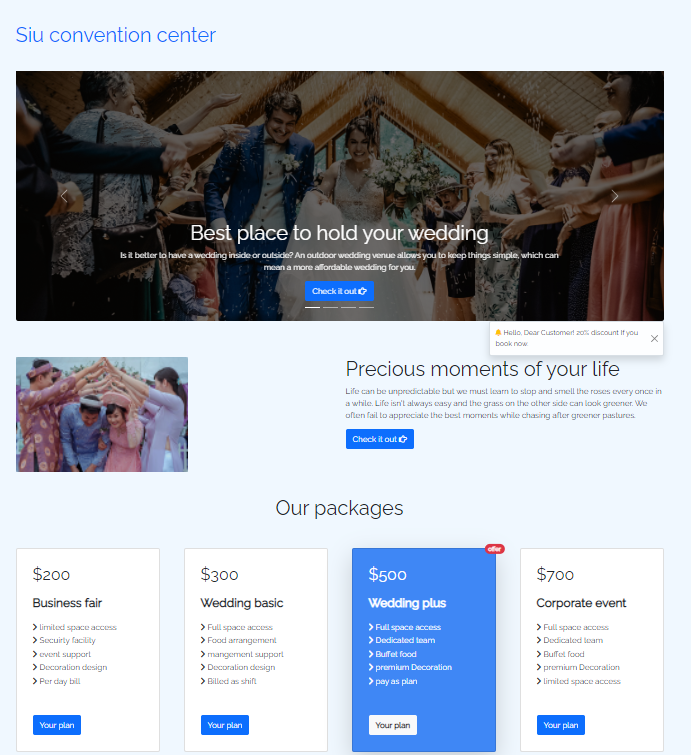 Siu convention center
Best place to hold your wedding
Is it better to have a wedding inside or outside? An outdoor wedding venue allows you to keep things simple, which can
mean a more affordable wedding for you.
Check it out
Hello, Dear Customer! 20% discount if you
book now.
Precious moments of your life
Life can be unpredictable but we must learn to stop and smell the roses every once in
a while. Life isn't always easy and the grass on the other side can look greener. We
often fail to appreciate the best moments while chasing after greener pastures.
Check it out
Our packages
$200
Business fair
limited space access
Secuirty facility
event support
Decoration design
Per day bill
Your plan
$300
Wedding basic
Full space access
Food arrangement
mangement support
Decoration design
Billed as shift
Your plan
offer
$500
Wedding plus
Full space access
Dedicated team
Buffet food
premium Decoration
pay as plan
Your plan
$700
Corporate event
Full space access
Dedicated team
Buffet food
premium Decoration
limited space access
Your plan